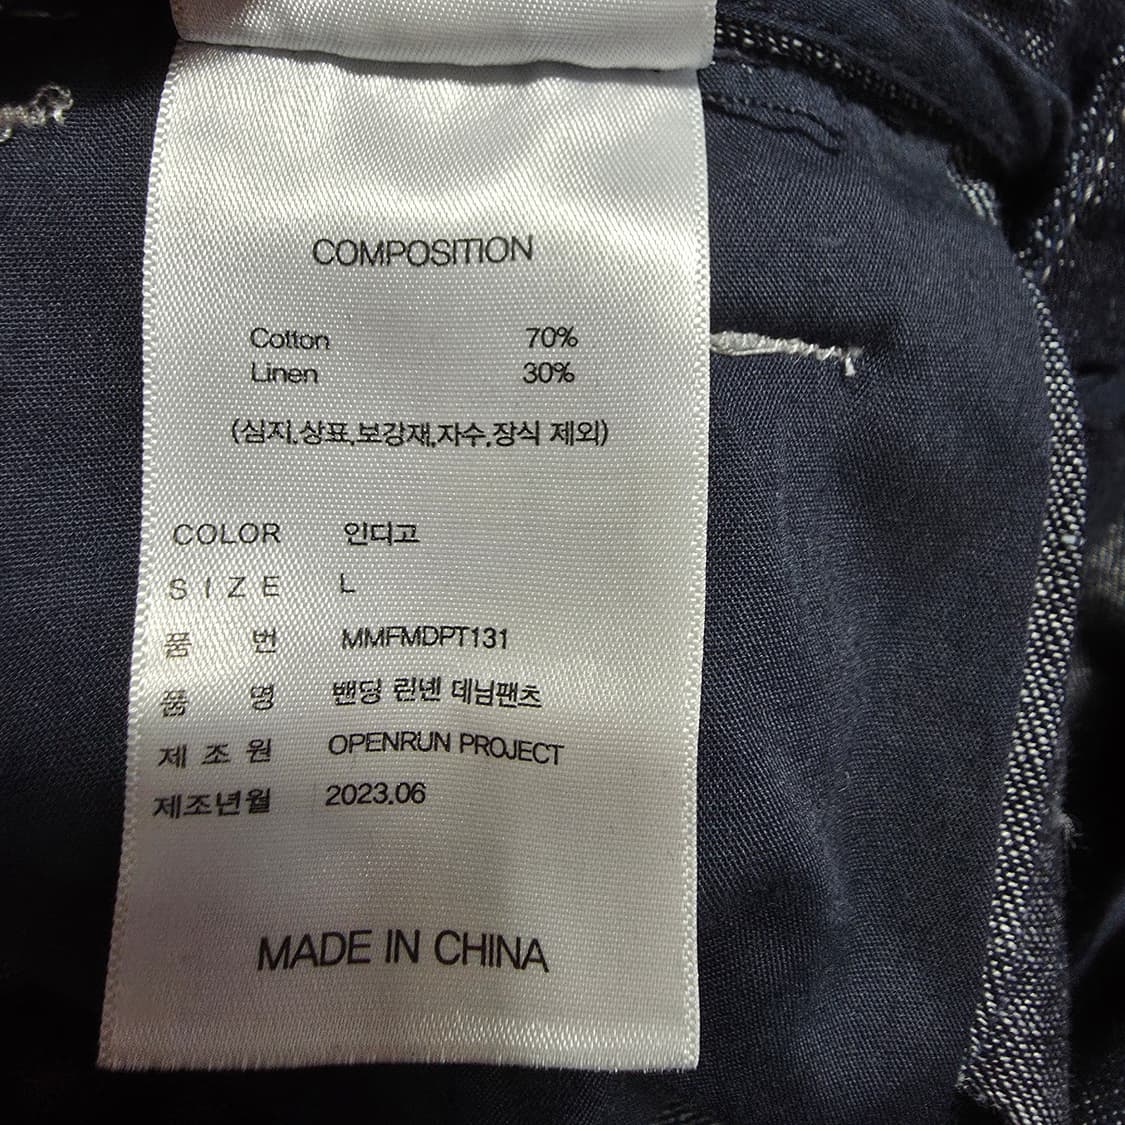 COMPOSITION
Cotton 70%
Linen 30%
(심지,상표,보강재,자수,장식 제외)
COLOR 인디고
SIZE L
품번 MMFMDPT131
품명 밴딩 린넨 데님팬츠
제조원 OPENRUN PROJECT
제조년월 2023.06
MADE IN CHINA